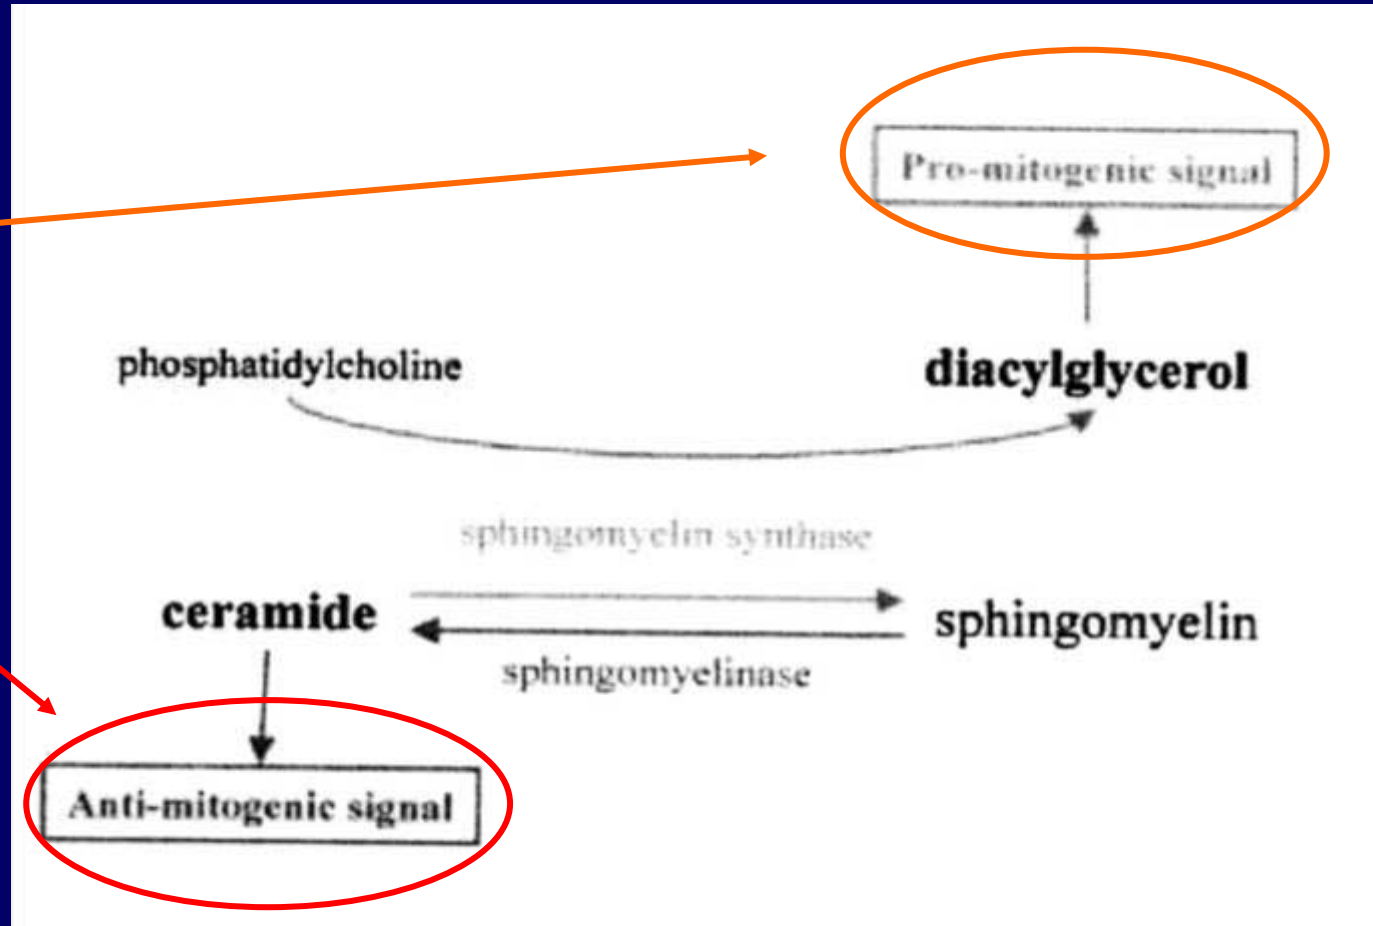 Pro-mitogenic signal
phosphatidylcholine
diacylglycerol
sphingomyelin synthase
ceramide
sphingomyelin
sphingomyelinase
Anti-mitogenic signal